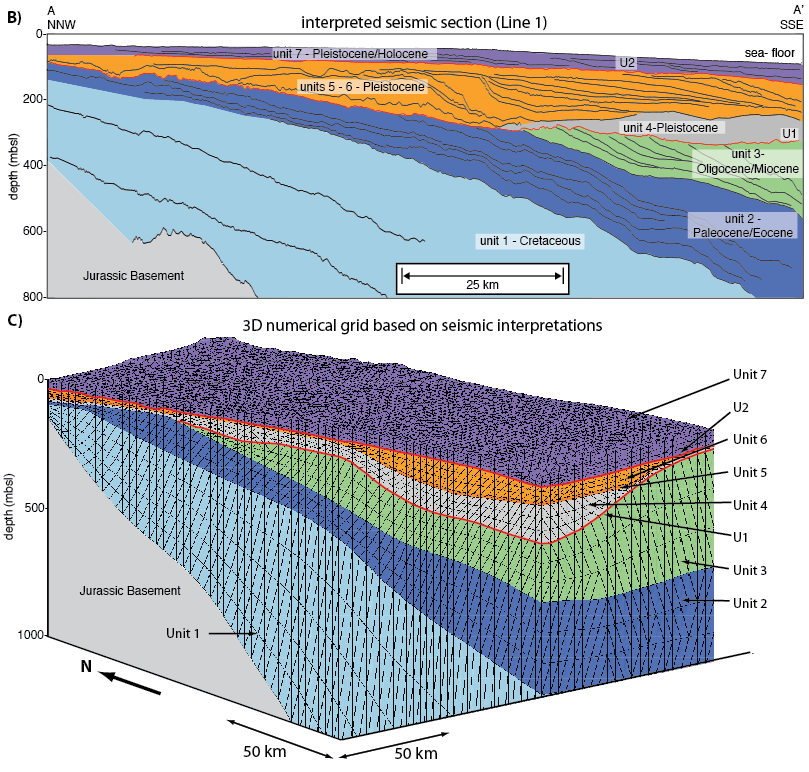 B)
A
NNW
interpreted seismic section (Line 1)
A'
SSE
0
200
400
600
800
depth (mbsl)
sea- floor
unit 7 - Pleistocene/Holocene
U2
units 5 - 6 - Pleistocene
unit 4-Pleistocene
U1
unit 3-
Oligocene/Miocene
unit 2 -
Paleocene/Eocene
unit 1 - Cretaceous
Jurassic Basement
25 km
C)
3D numerical grid based on seismic interpretations
0
500
1000
depth (mbsl)
Unit 7
U2
Unit 6
Unit 5
Unit 4
U1
Unit 3
Unit 2
Jurassic Basement
Unit 1
N
50 km
50 km